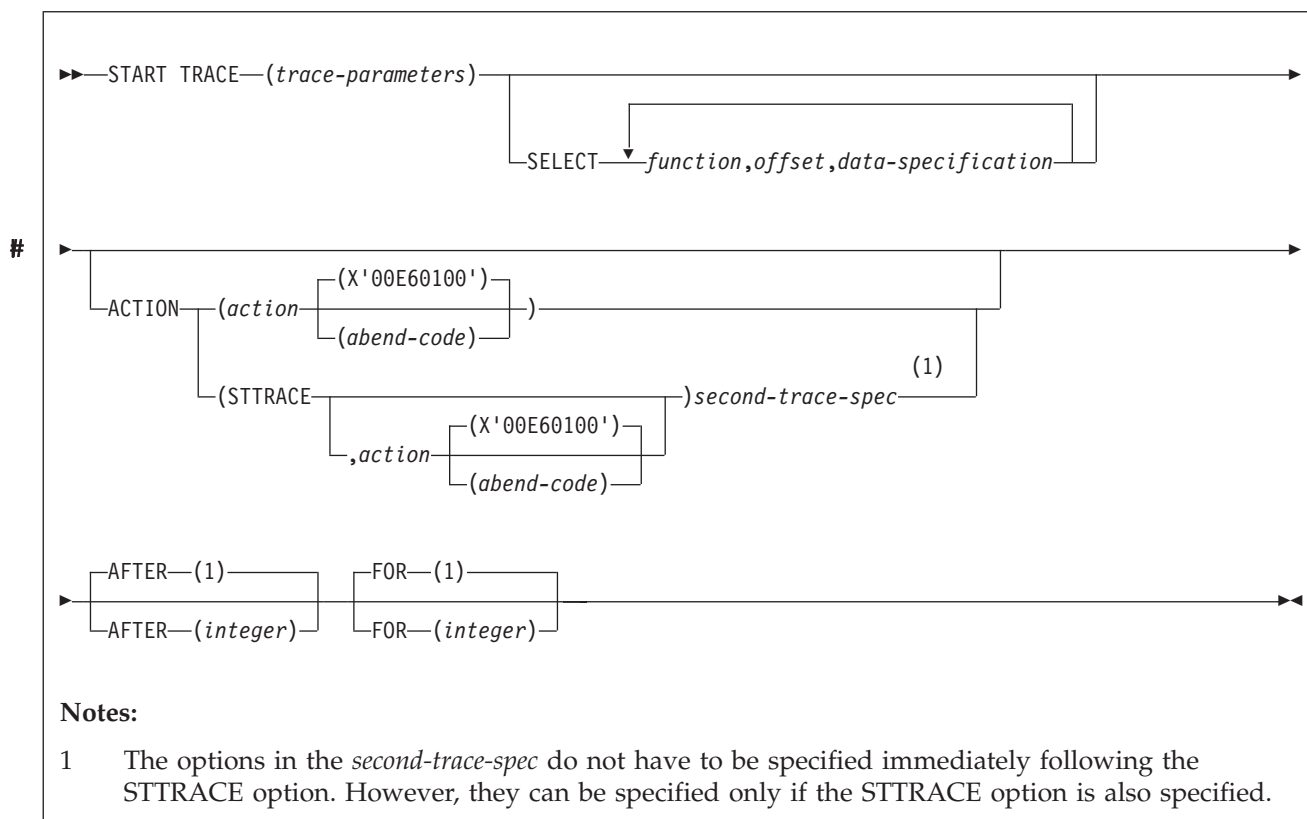 START TRACE (trace-parameters)
SELECT function,offset,data-specification
#
(X'00E60100')
ACTION (action )
(abend-code)
(1)
(STTRACE )second-trace-spec
(X'00E60100')
,action
(abend-code)
AFTER (1) FOR (1)
AFTER (integer) FOR (integer)
Notes:
1 The options in the second-trace-spec do not have to be specified immediately following the
STTRACE option. However, they can be specified only if the STTRACE option is also specified.